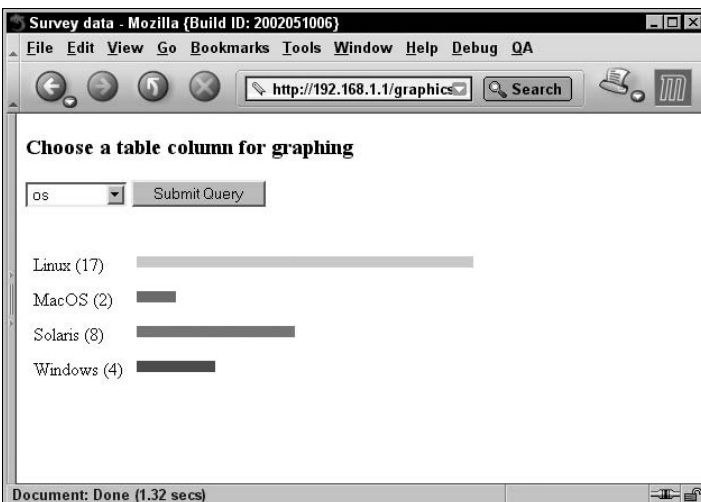 Survey data - Mozilla {Build ID: 2002051006}
File Edit View Go Bookmarks Tools Window Help Debug QA
http://192.168.1.1/graphics Search
Choose a table column for graphing
os Submit Query
Linux (17)
MacOS (2)
Solaris (8)
Windows (4)
Document: Done (1.32 secs)